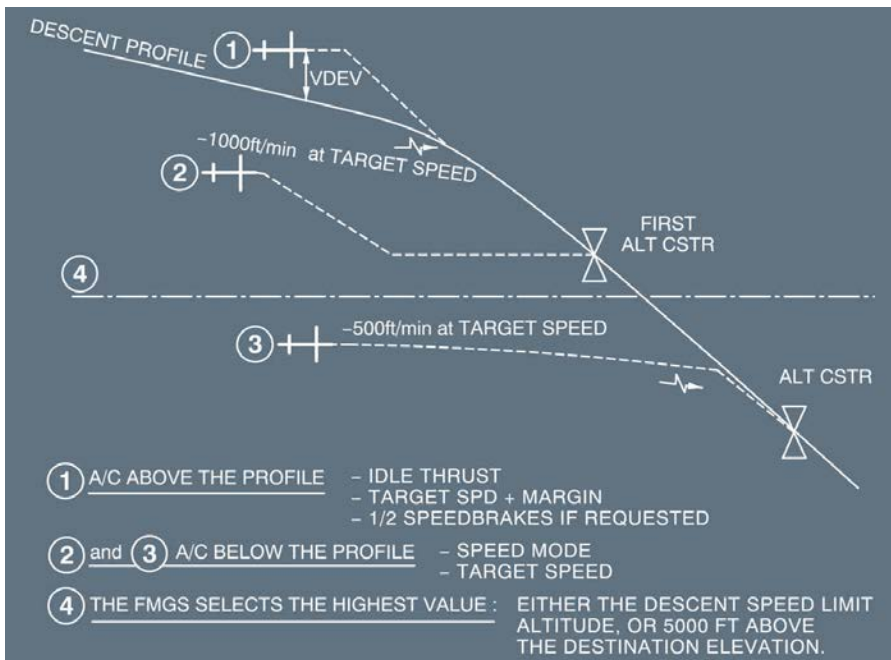 DESCENT PROFILE
1
VDEV
–1000ft/min at TARGET SPEED
2
FIRST
ALT CSTR
4
–500ft/min at TARGET SPEED
3
ALT CSTR
1 A/C ABOVE THE PROFILE – IDLE THRUST
– TARGET SPD + MARGIN
– 1/2 SPEEDBRAKES IF REQUESTED
2 and 3 A/C BELOW THE PROFILE – SPEED MODE
– TARGET SPEED
4 THE FMGS SELECTS THE HIGHEST VALUE : EITHER THE DESCENT SPEED LIMIT
ALTITUDE, OR 5000 FT ABOVE
THE DESTINATION ELEVATION.